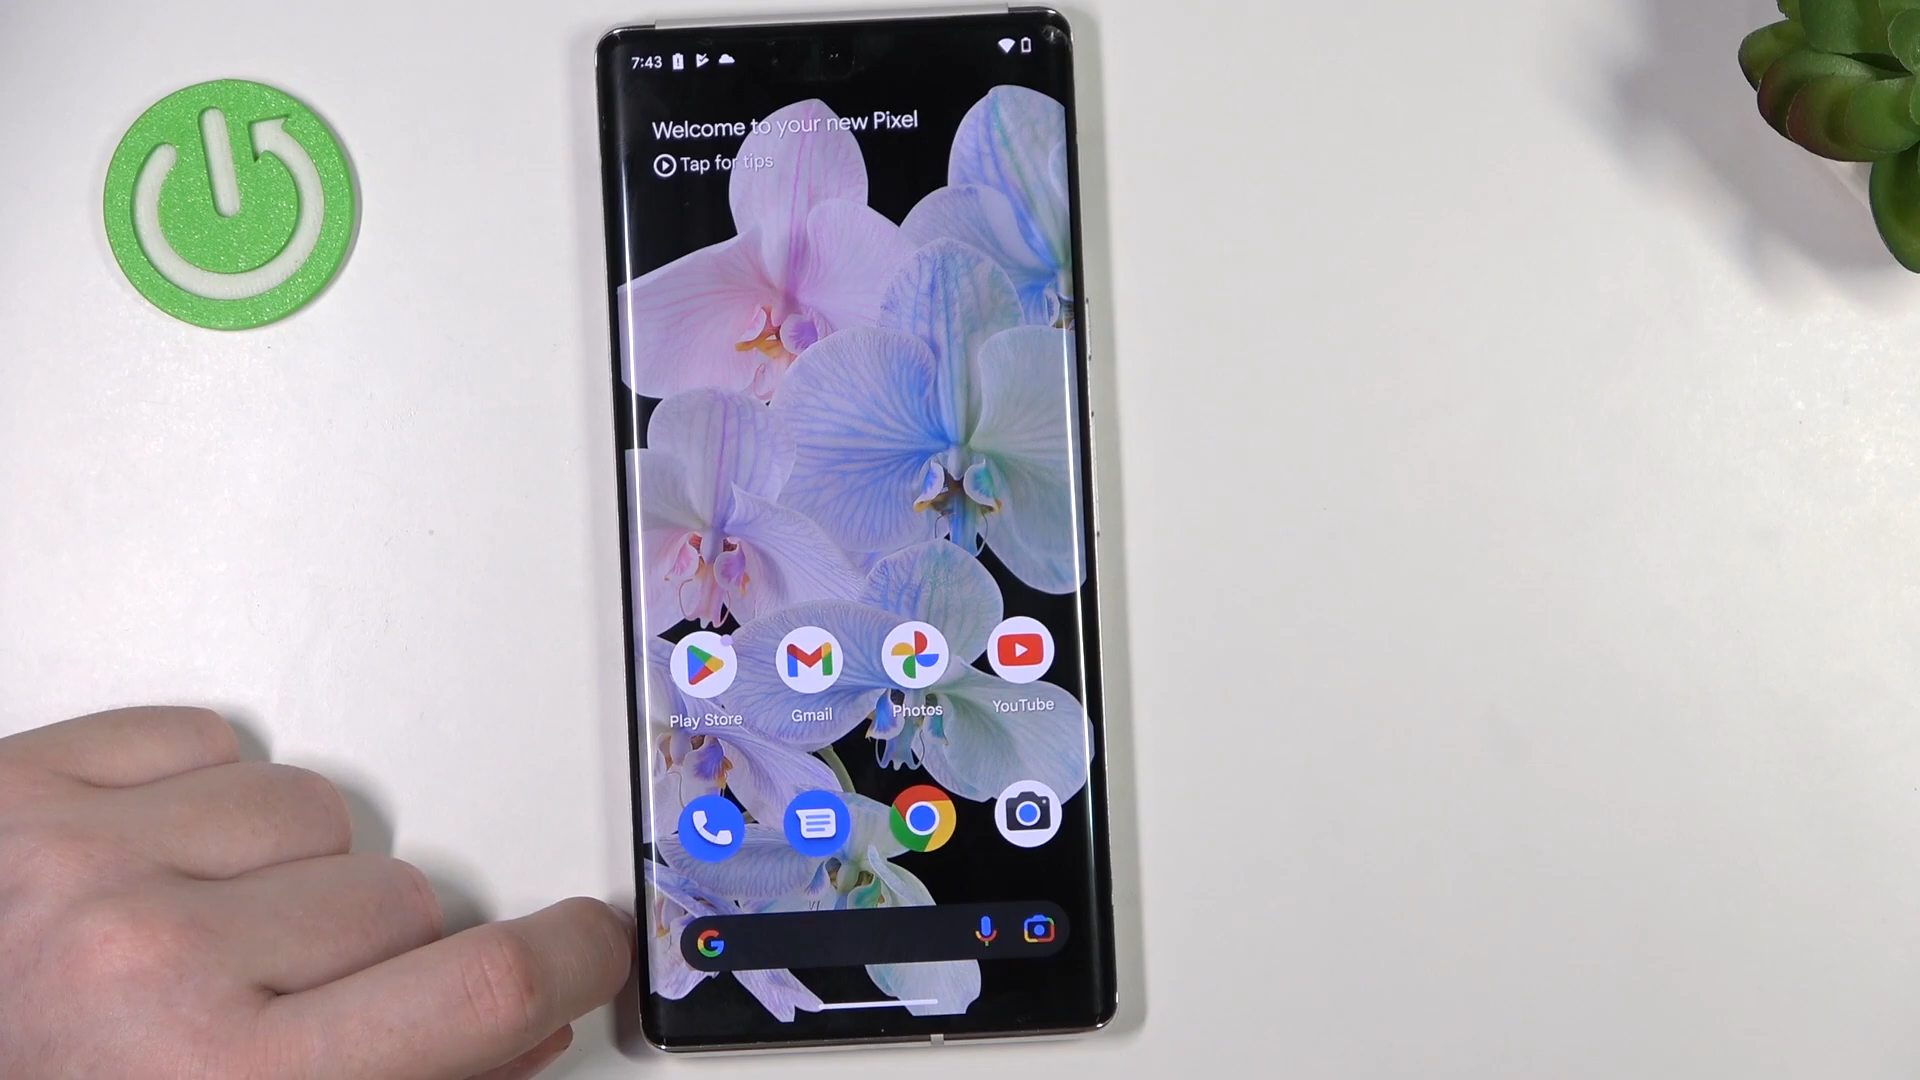 7:43
Welcome to your new Pixel
Tap for tips
Play Store
Gmail
Photos
YouTube